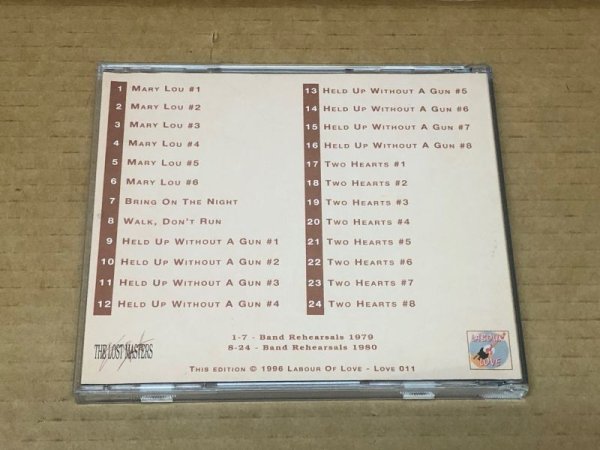 1 MARY LOU #1
2 MARY LOU #2
3 MARY LOU #3
4 MARY LOU #4
5 MARY LOU #5
6 MARY LOU #6
7 BRING ON THE NIGHT
8 WALK, DON'T RUN
9 HELD UP WITHOUT A GUN #1
10 HELD UP WITHOUT A GUN #2
11 HELD UP WITHOUT A GUN #3
12 HELD UP WITHOUT A GUN #4
13 HELD UP WITHOUT A GUN #5
14 HELD UP WITHOUT A GUN #6
15 HELD UP WITHOUT A GUN #7
16 HELD UP WITHOUT A GUN #8
17 TWO HEARTS #1
18 TWO HEARTS #2
19 TWO HEARTS #3
20 TWO HEARTS #4
21 TWO HEARTS #5
22 TWO HEARTS #6
23 TWO HEARTS #7
24 TWO HEARTS #8
1-7 - Band Rehearsals 1979
8-24 - Band Rehearsals 1980
THE LOST MASTERS
LABOUR OF LOVE
THIS EDITION © 1996 LABOUR OF LOVE - LOVE 011